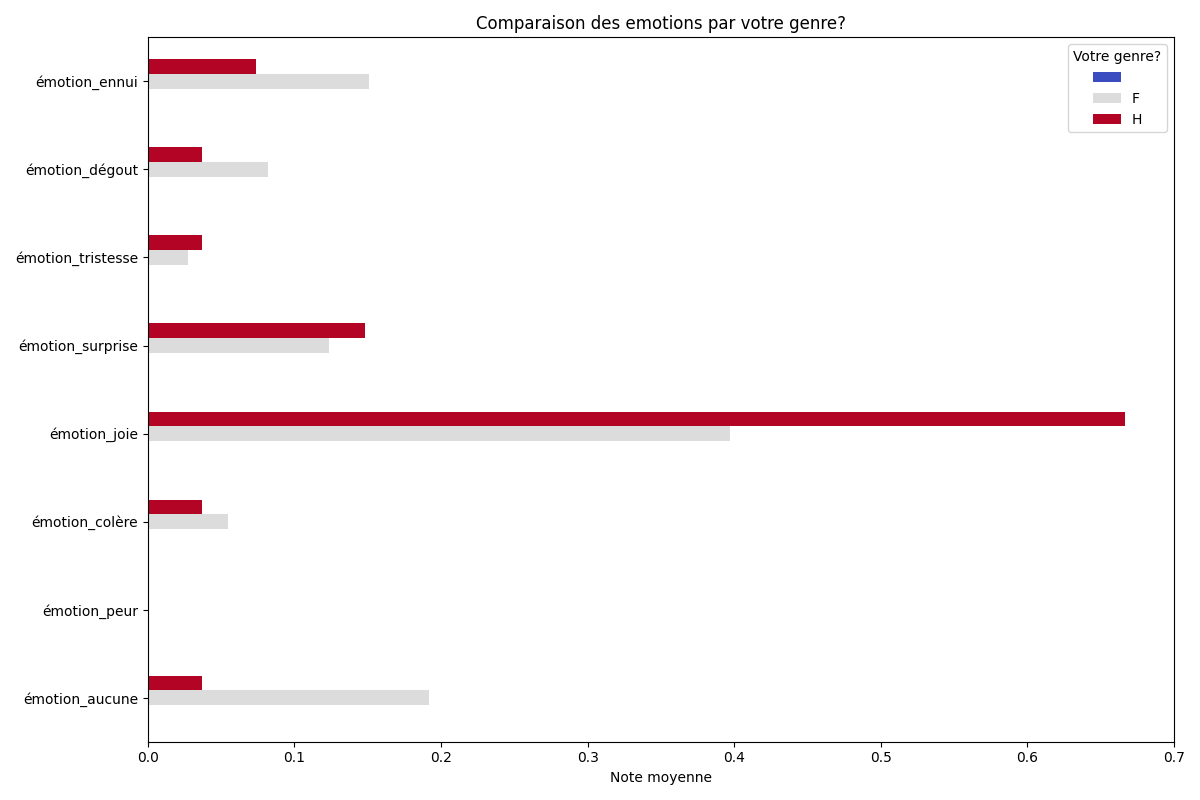 Comparaison des emotions par votre genre?
Votre genre?
F
H
émotion_ennui
émotion_dégout
émotion_tristesse
émotion_surprise
émotion_joie
émotion_colère
émotion_peur
émotion_aucune
0.0 0.1 0.2 0.3 0.4 0.5 0.6 0.7
Note moyenne